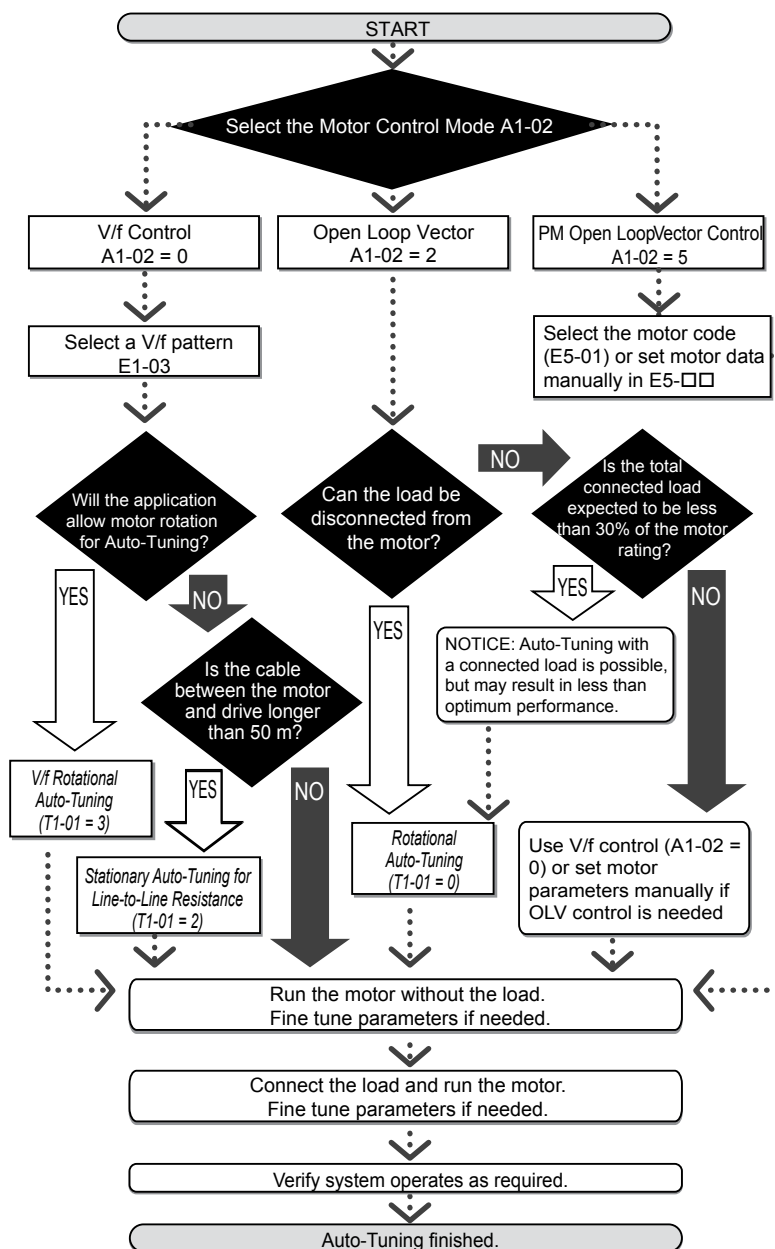 START
Select the Motor Control Mode A1-02
V/f Control
A1-02 = 0
Open Loop Vector
A1-02 = 2
PM Open LoopVector Control
A1-02 = 5
Select a V/f pattern
E1-03
Select the motor code
(E5-01) or set motor data
manually in E5-□□
Will the application
allow motor rotation
for Auto-Tuning?
Can the load be
disconnected from
the motor?
NO
Is the total
connected load
expected to be less
than 30% of the motor
rating?
YES
NO
Is the cable
between the motor
and drive longer
than 50 m?
YES
YES
NO
NOTICE: Auto-Tuning with
a connected load is possible,
but may result in less than
optimum performance.
V/f Rotational
Auto-Tuning
(T1-01 = 3)
YES
NO
Stationary Auto-Tuning for
Line-to-Line Resistance
(T1-01 = 2)
Rotational
Auto-Tuning
(T1-01 = 0)
Use V/f control (A1-02 =
0) or set motor
parameters manually if
OLV control is needed
Run the motor without the load.
Fine tune parameters if needed.
Connect the load and run the motor.
Fine tune parameters if needed.
Verify system operates as required.
Auto-Tuning finished.